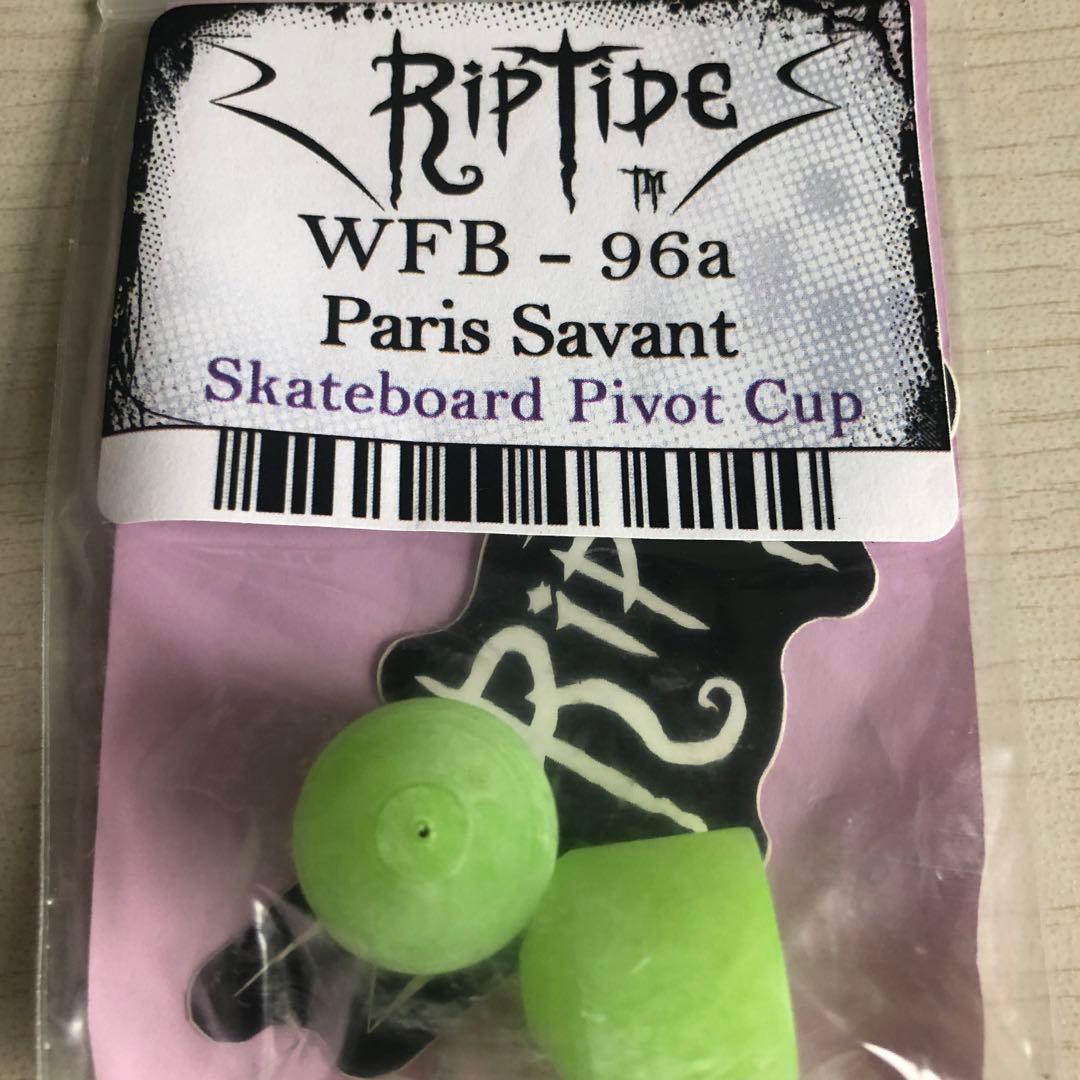 RipTide
TM
WFB - 96a
Paris Savant
Skateboard Pivot Cup